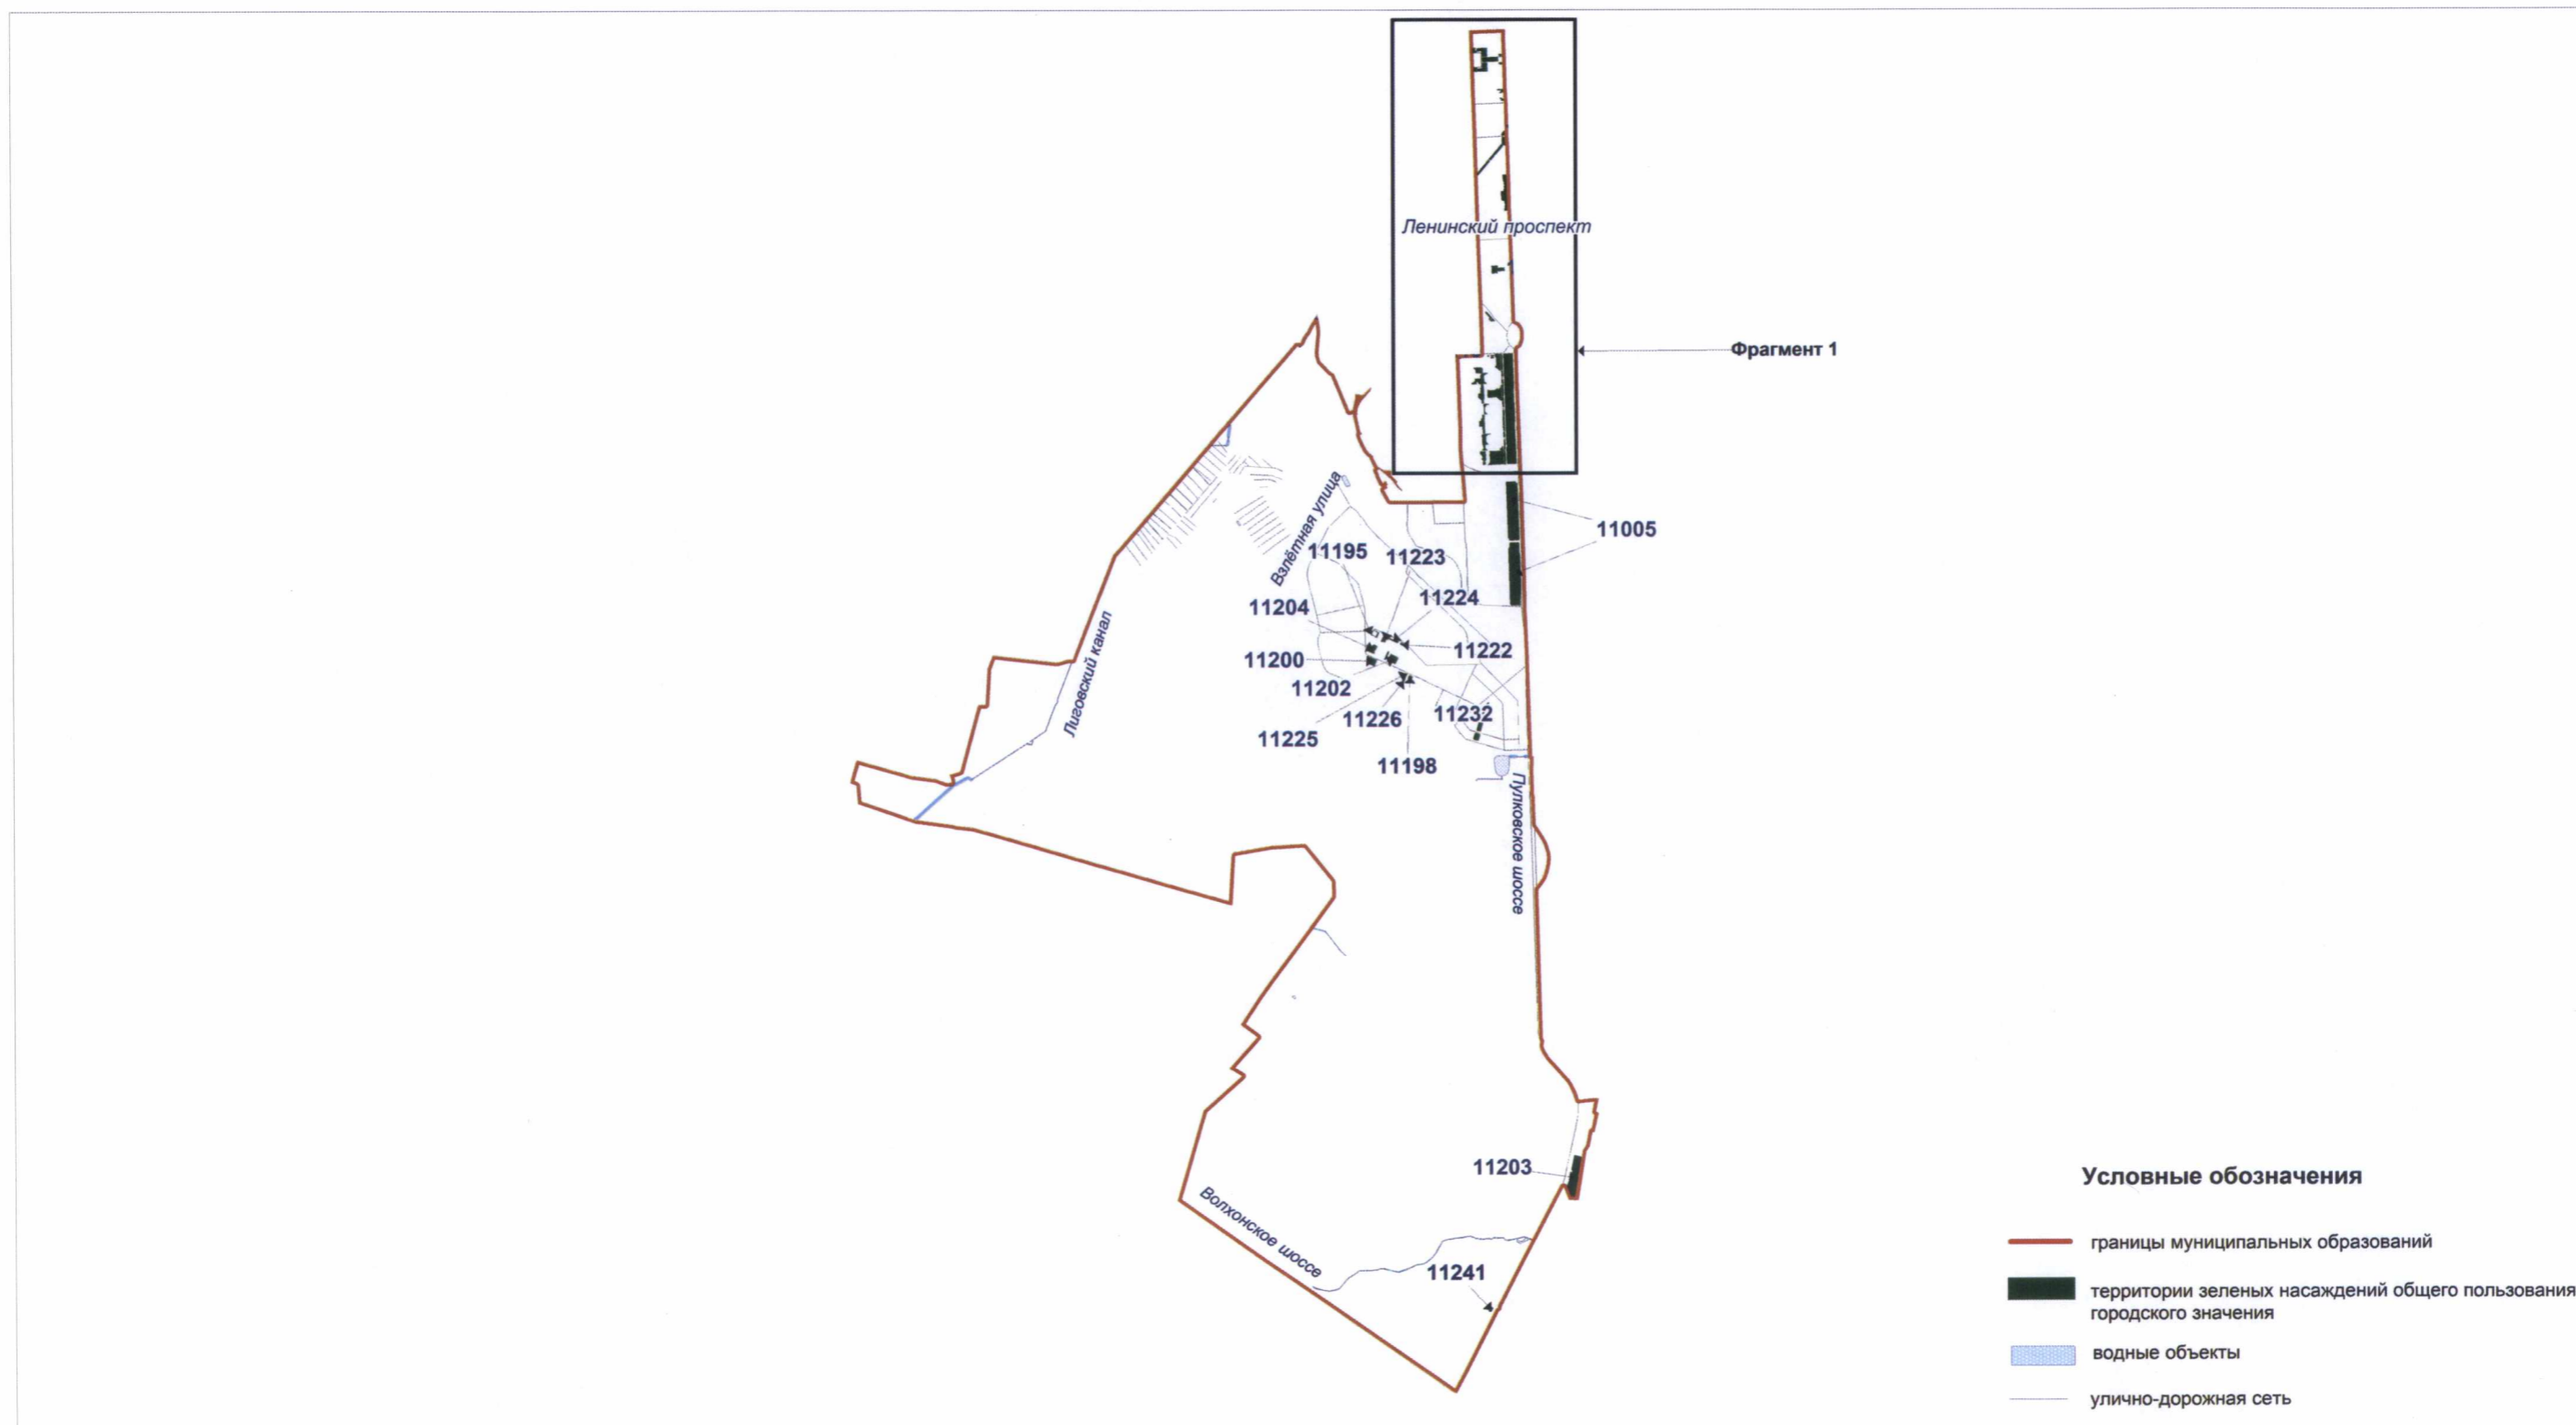 Ленинский проспект
Фрагмент 1
Взлётная улица
11005
11195
11223
11224
11204
11222
11200
11202
11232
11226
11225
11198
Лиговский канал
Пулковское шоссе
11203
Волхонское шоссе
11241
Условные обозначения
границы муниципальных образований
территории зеленых насаждений общего пользования
городского значения
водные объекты
улично-дорожная сеть